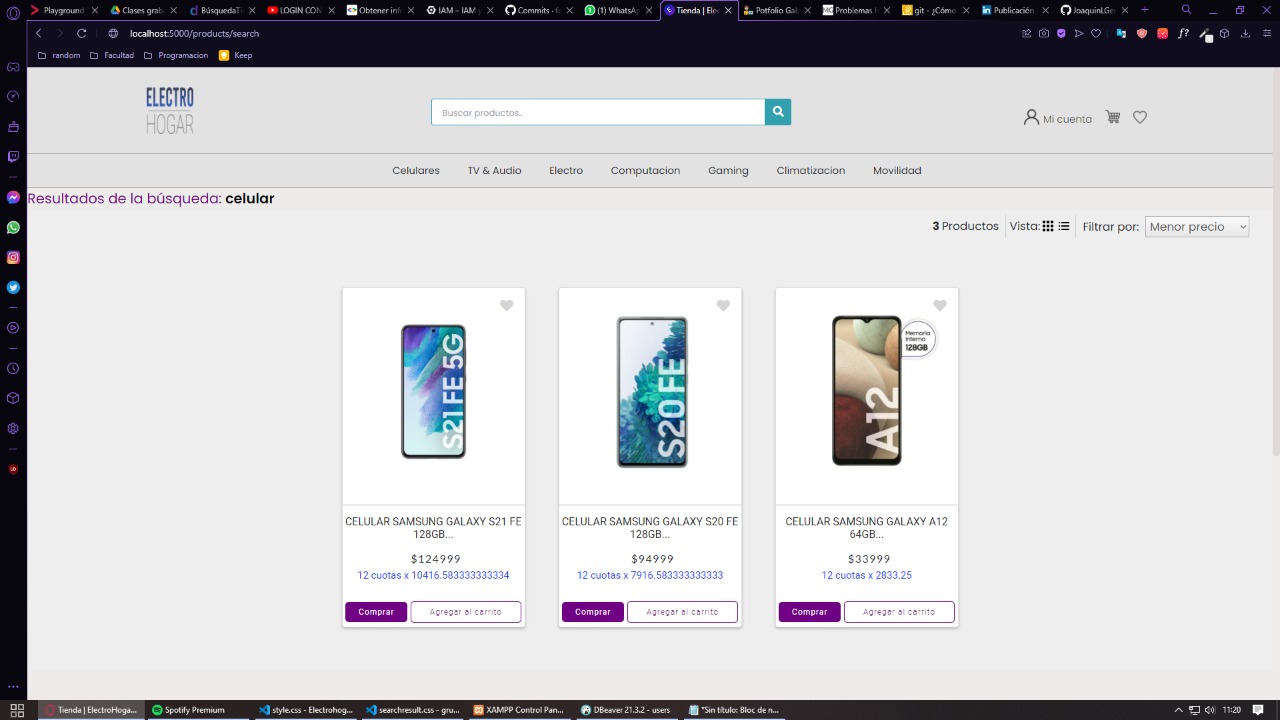 Playground
Clases graba
BúsquedaTi
LOGIN CON
Obtener info
IAM – IAM y
Commits · fe
(1) WhatsAp
Tienda | Elec
Potfolio Gab
Problemas h
git - ¿Cómo
Publicación
JoaquinLGer
localhost:5000/products/search
random
Facultad
Programacion
Keep
ELECTRO
HOGAR
Buscar productos..
Mi cuenta
Celulares
TV & Audio
Electro
Computacion
Gaming
Climatizacion
Movilidad
Resultados de la búsqueda: celular
3 Productos
Vista:
Filtrar por:
Menor precio
S21 FE 5G
CELULAR SAMSUNG GALAXY S21 FE
128GB...
$124999
12 cuotas x 10416.583333333334
Comprar
Agregar al carrito
S20 FE
CELULAR SAMSUNG GALAXY S20 FE
128GB...
$94999
12 cuotas x 7916.583333333333
Comprar
Agregar al carrito
A12
Memoria
Interna
128GB
CELULAR SAMSUNG GALAXY A12
64GB...
$33999
12 cuotas x 2833.25
Comprar
Agregar al carrito
Tienda | ElectroHoga...
Spotify Premium
style.css - Electrohog...
searchresult.css - gru...
XAMPP Control Pan...
DBeaver 21.3.2 - users
*Sin título: Bloc de n...
11:20